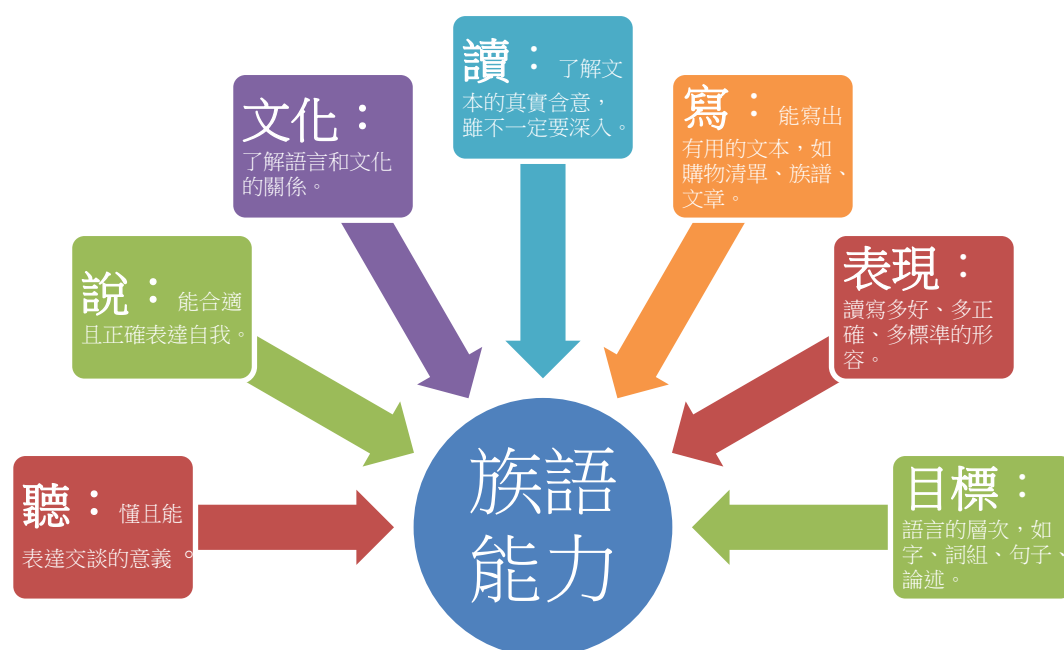 讀：了解文
本的真實含意，
雖不一定要深入。
文化：
了解語言和文化
的關係。
寫：能寫出
有用的文本，如
購物清單、族譜、
文章。
說：能合適
且正確表達自我。
表現：
讀寫多好、多正
確、多標準的形
容。
聽：懂且能
表達交談的意義。
族語
能力
目標：
語言的層次，如
字、詞組、句子、
論述。